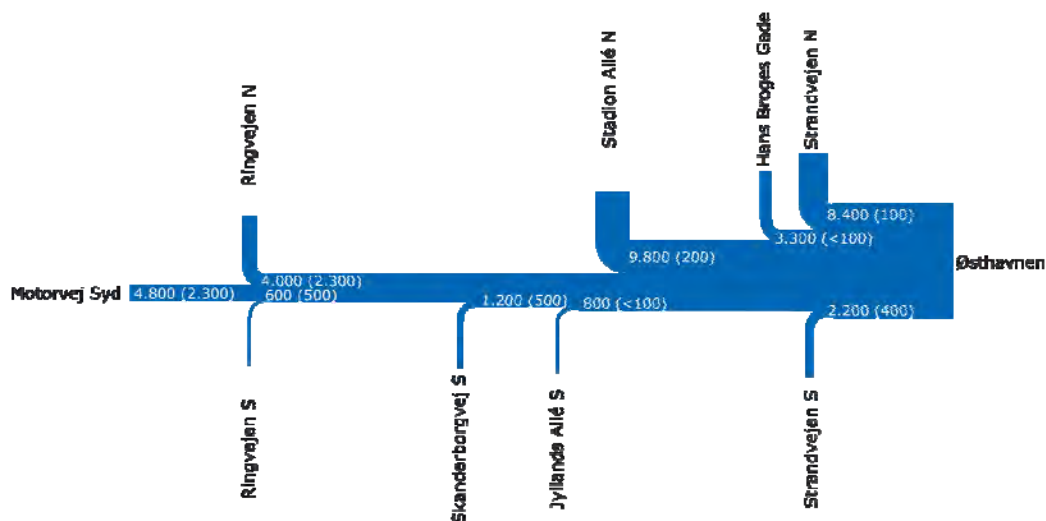 Ringvejen N
Stadion Allé N
Hans Broges Gade
Strandvejen N
8.400 (100)
3.300 (<100)
9.800 (200)
Østhavnen
4.000 (2.300)
Motorvej Syd
4.800 (2.300)
600 (500)
1.200 (500)
800 (<100)
2.200 (400)
Ringvejen S
Skanderborgvej S
Jyllands Allé S
Strandvejen S